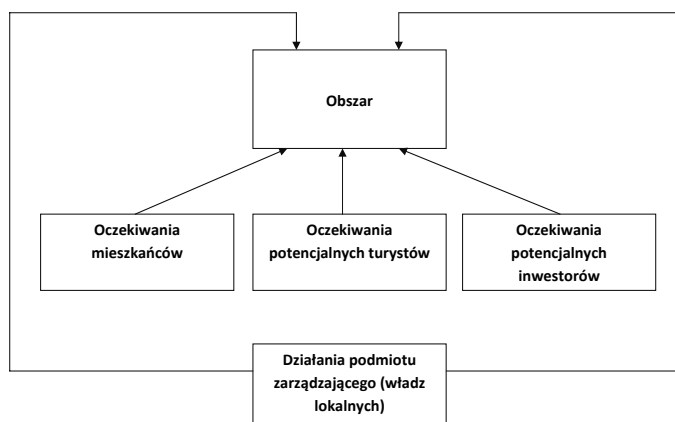 Obszar
Oczekiwania
mieszkańców
Oczekiwania
potencjalnych turystów
Oczekiwania
potencjalnych
inwestorów
Działania podmiotu
zarządzającego (władz
lokalnych)